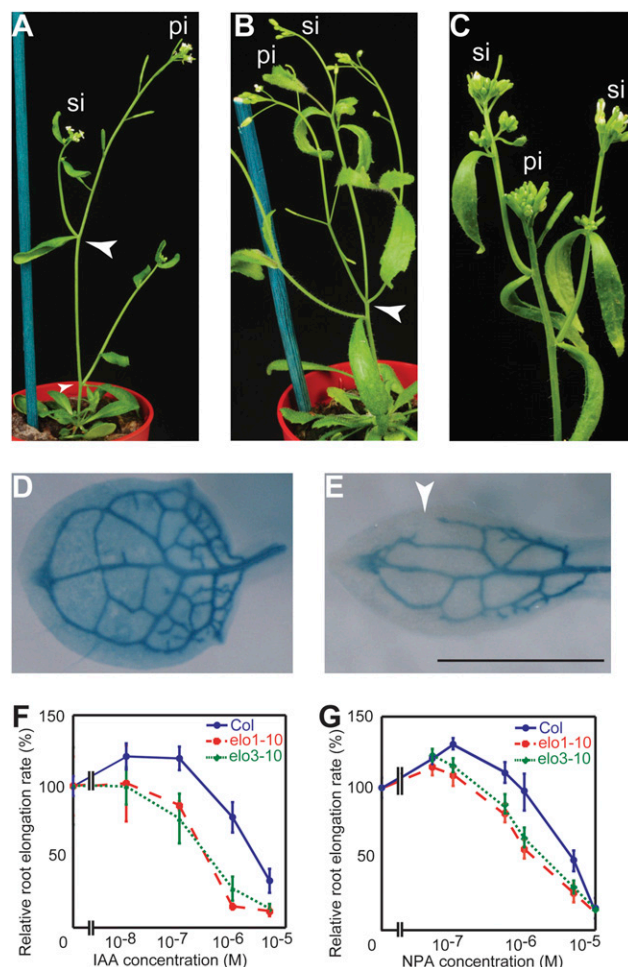 A
pi
si
B
si
pi
C
si
si
pi
D
E
F
150
Col
elo1-10
elo3-10
100
50
Relative root elongation rate (%)
0
10-8
10-7
10-6
10-5
IAA concentration (M)
G
150
Col
elo1-10
elo3-10
100
50
Relative root elongation rate (%)
0
10-7
10-6
10-5
NPA concentration (M)